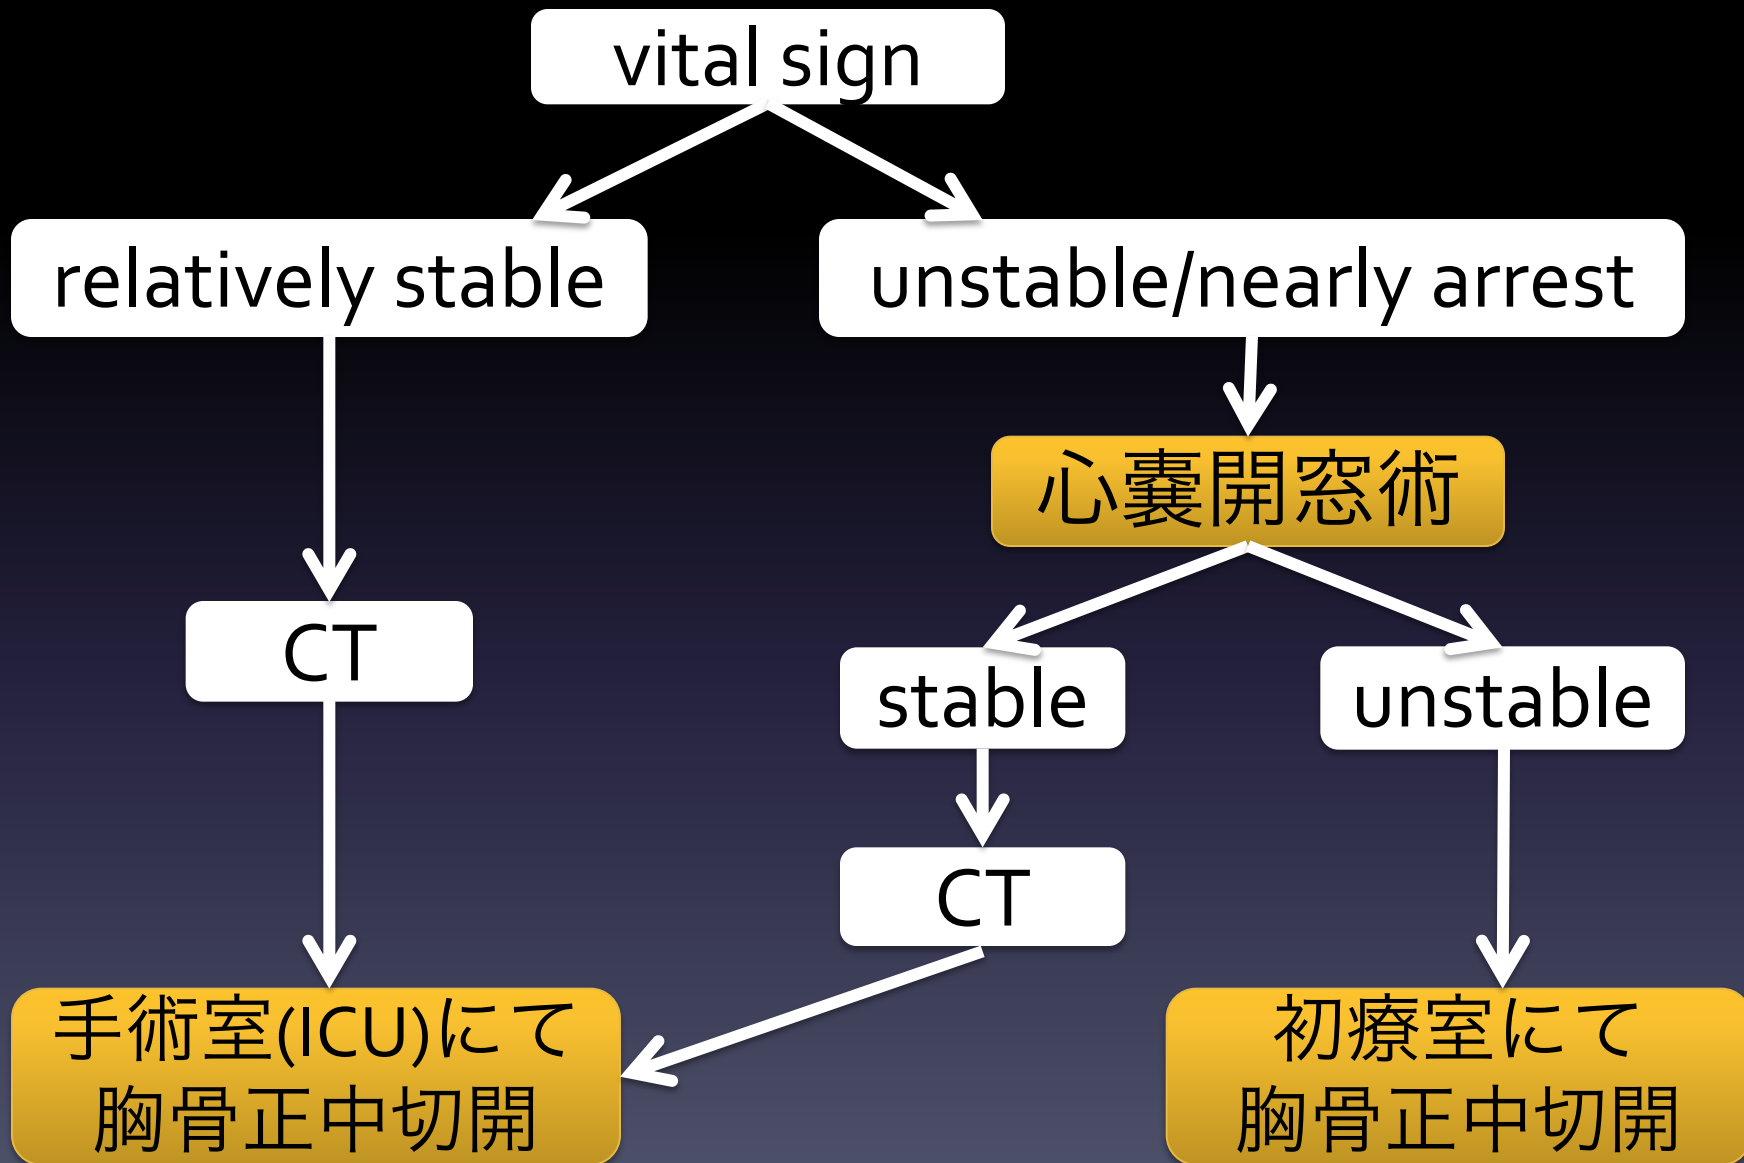 vital sign
relatively stable
unstable/nearly arrest
心嚢開窓術
CT
stable
unstable
CT
手術室(ICU)にて
胸骨正中切開
初療室にて
胸骨正中切開